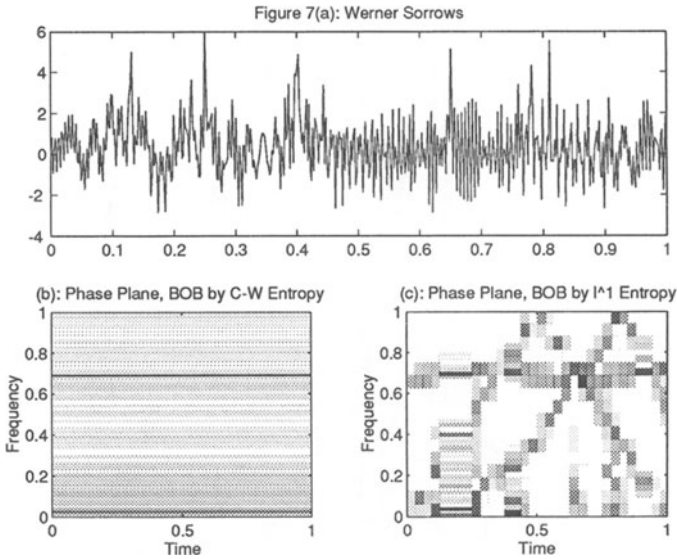 Figure 7(a): Werner Sorrows
6
4
2
0
-2
-4
0 0.1 0.2 0.3 0.4 0.5 0.6 0.7 0.8 0.9 1
(b): Phase Plane, BOB by C-W Entropy
1
0.8
0.6
0.4
0.2
0
Frequency
0 0.5 1
Time
(c): Phase Plane, BOB by l^1 Entropy
1
0.8
0.6
0.4
0.2
0
Frequency
0 0.5 1
Time